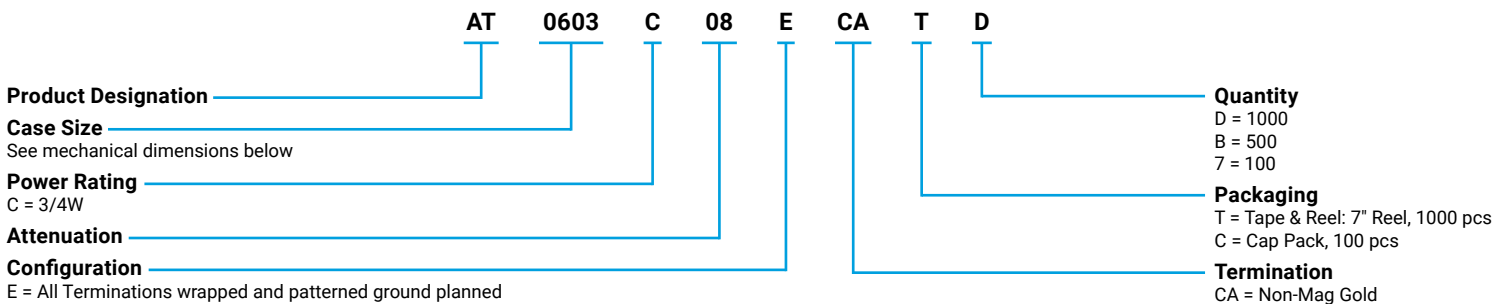 AT 0603 C 08 E CA T D
Product Designation
Case Size
See mechanical dimensions below
Power Rating
C = 3/4W
Attenuation
Configuration
E = All Terminations wrapped and patterned ground planned
Quantity
D = 1000
B = 500
7 = 100
Packaging
T = Tape & Reel: 7" Reel, 1000 pcs
C = Cap Pack, 100 pcs
Termination
CA = Non-Mag Gold